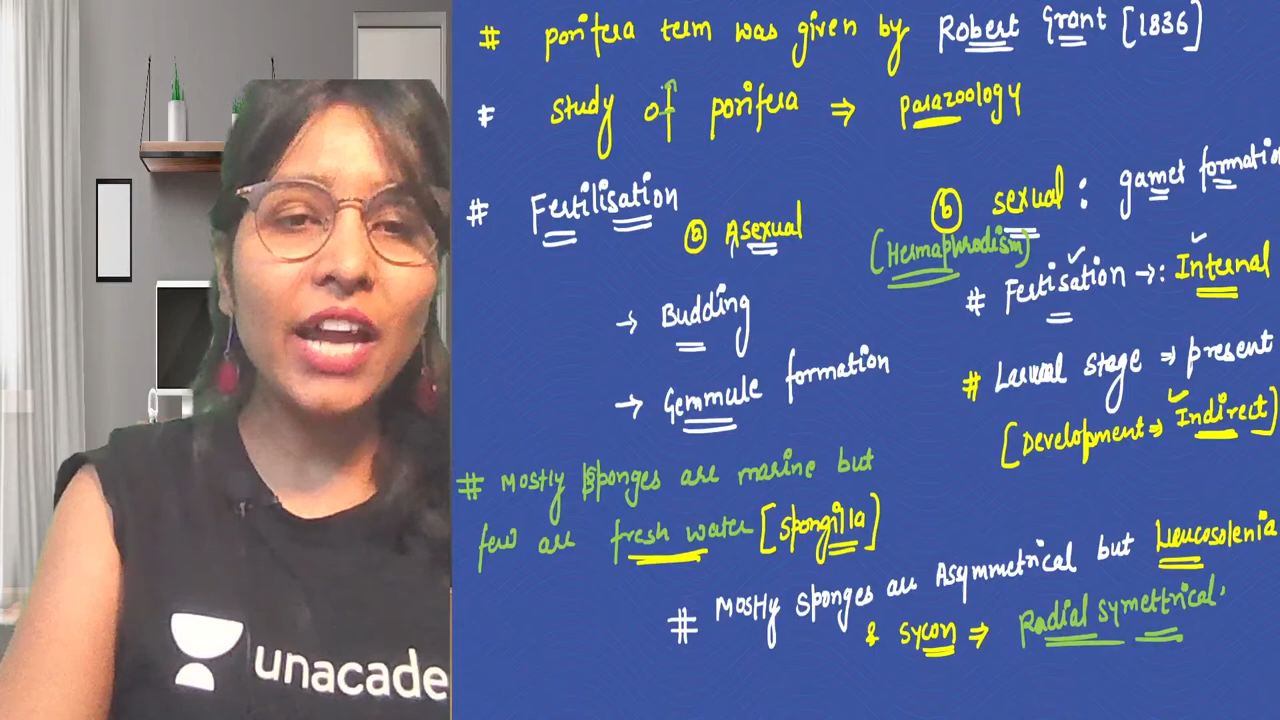 # porifera term was given by Robert Grant [1836]
# Study of porifera ⇒ parazoology
# Fertilisation
ⓐ Asexual
→ Budding
→ Gemmule formation
ⓑ sexual : gamet formation
(Hermaphrodism)
# Fertisation →: Internal
# Larval stage ⇒ present
[Development ⇒ Indirect]
# Mostly sponges are marine but
few are fresh water [spongilla]
# Mostly sponges are Asymmetrical but Leucosolenia
& sycon ⇒ Radial symettrical.
unacade